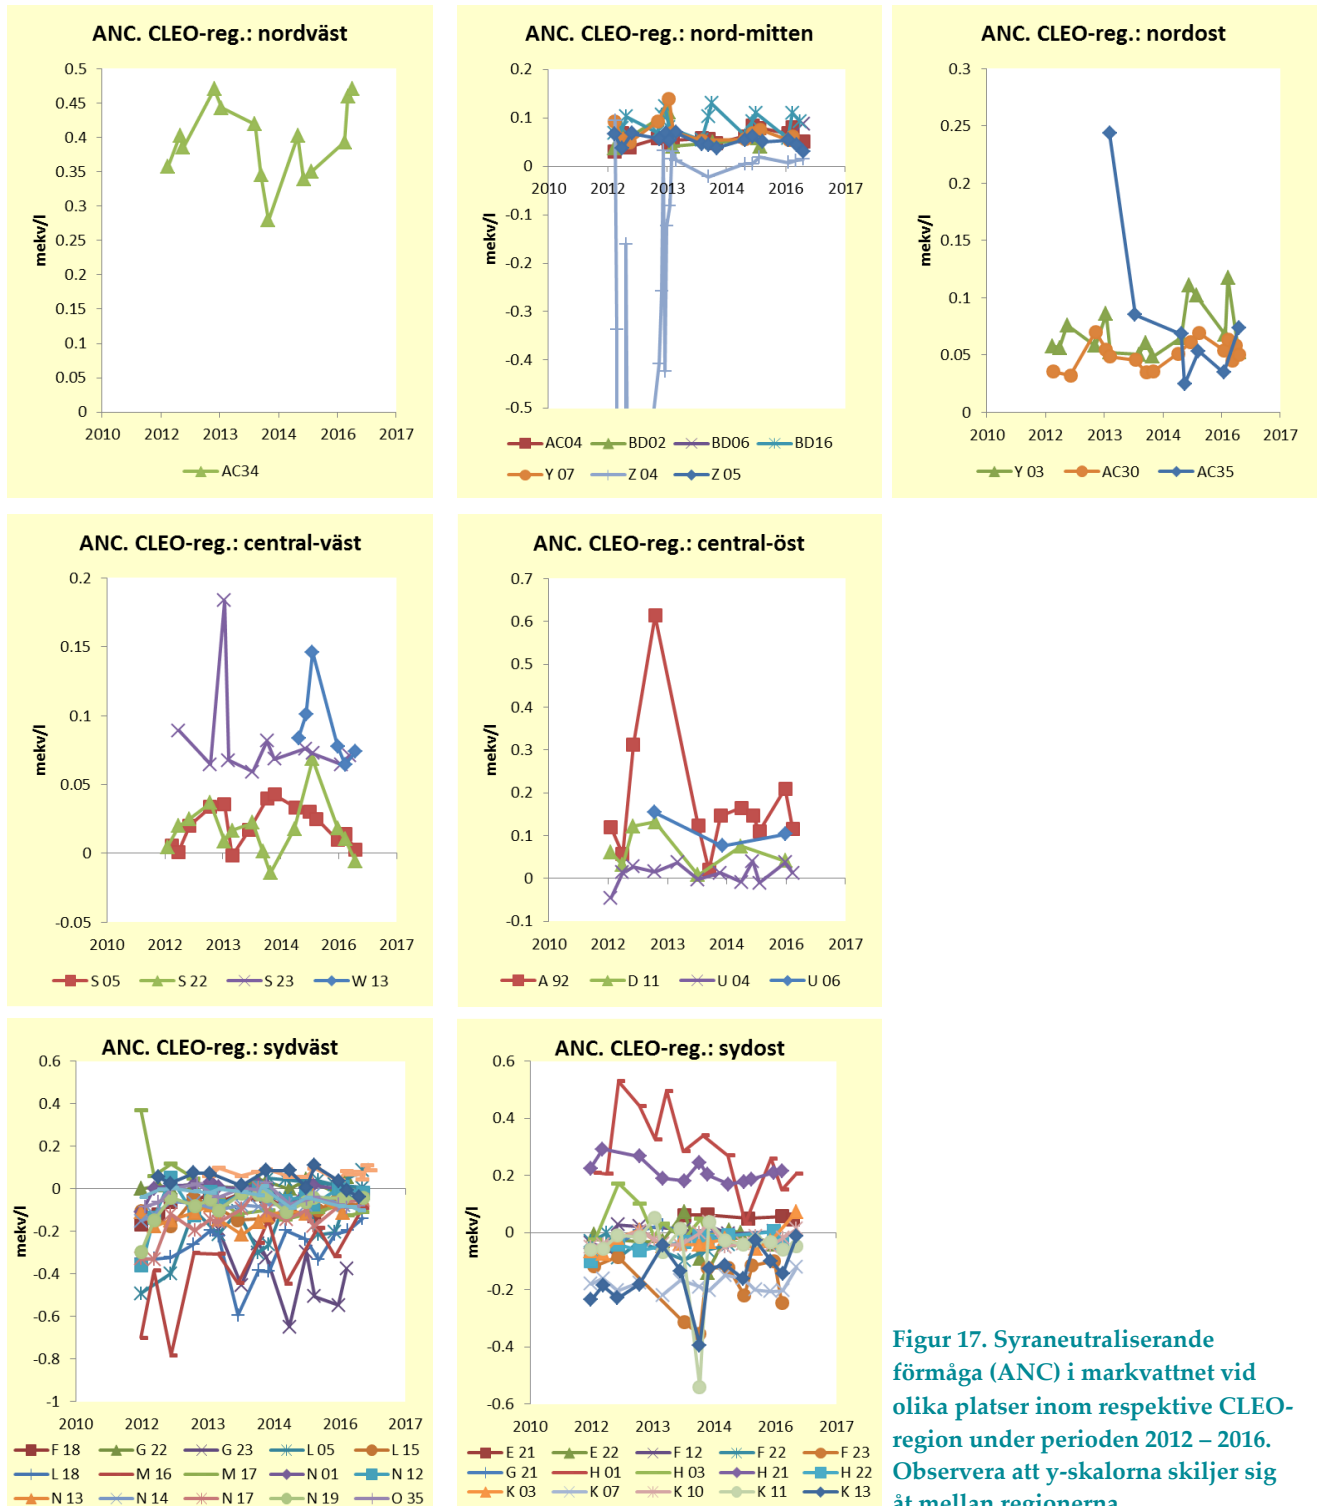 ANC. CLEO-reg.: nordväst
0.5
0.45
0.4
0.35
0.3
0.25
0.2
0.15
0.1
0.05
0
mekv/l
2010 2012 2013 2014 2016 2017
AC34
ANC. CLEO-reg.: nord-mitten
0.2
0.1
0
-0.1
-0.2
-0.3
-0.4
-0.5
mekv/l
2010 2012 2013 2014 2016 2017
AC04 BD02 BD06 BD16
Y 07 Z 04 Z 05
ANC. CLEO-reg.: nordost
0.3
0.25
0.2
0.15
0.1
0.05
0
mekv/l
2010 2012 2013 2014 2016 2017
Y 03 AC30 AC35
ANC. CLEO-reg.: central-väst
0.2
0.15
0.1
0.05
0
-0.05
mekv/l
2010 2012 2013 2014 2016 2017
S 05 S 22 S 23 W 13
ANC. CLEO-reg.: central-öst
0.7
0.6
0.5
0.4
0.3
0.2
0.1
0
-0.1
mekv/l
2010 2012 2013 2014 2016 2017
A 92 D 11 U 04 U 06
ANC. CLEO-reg.: sydväst
0.6
0.4
0.2
0
-0.2
-0.4
-0.6
-0.8
-1
mekv/l
2010 2012 2013 2014 2016 2017
F 18 G 22 G 23 L 05 L 15
L 18 M 16 M 17 N 01 N 12
N 13 N 14 N 17 N 19 O 35
ANC. CLEO-reg.: sydost
0.6
0.4
0.2
0
-0.2
-0.4
-0.6
mekv/l
2010 2012 2013 2014 2016 2017
E 21 E 22 F 12 F 22 F 23
G 21 H 01 H 03 H 21 H 22
K 03 K 07 K 10 K 11 K 13
Figur 17. Syraneutraliserande
förmåga (ANC) i markvattnet vid
olika platser inom respektive CLEO-
region under perioden 2012 – 2016.
Observera att y-skalorna skiljer sig
åt mellan regionerna